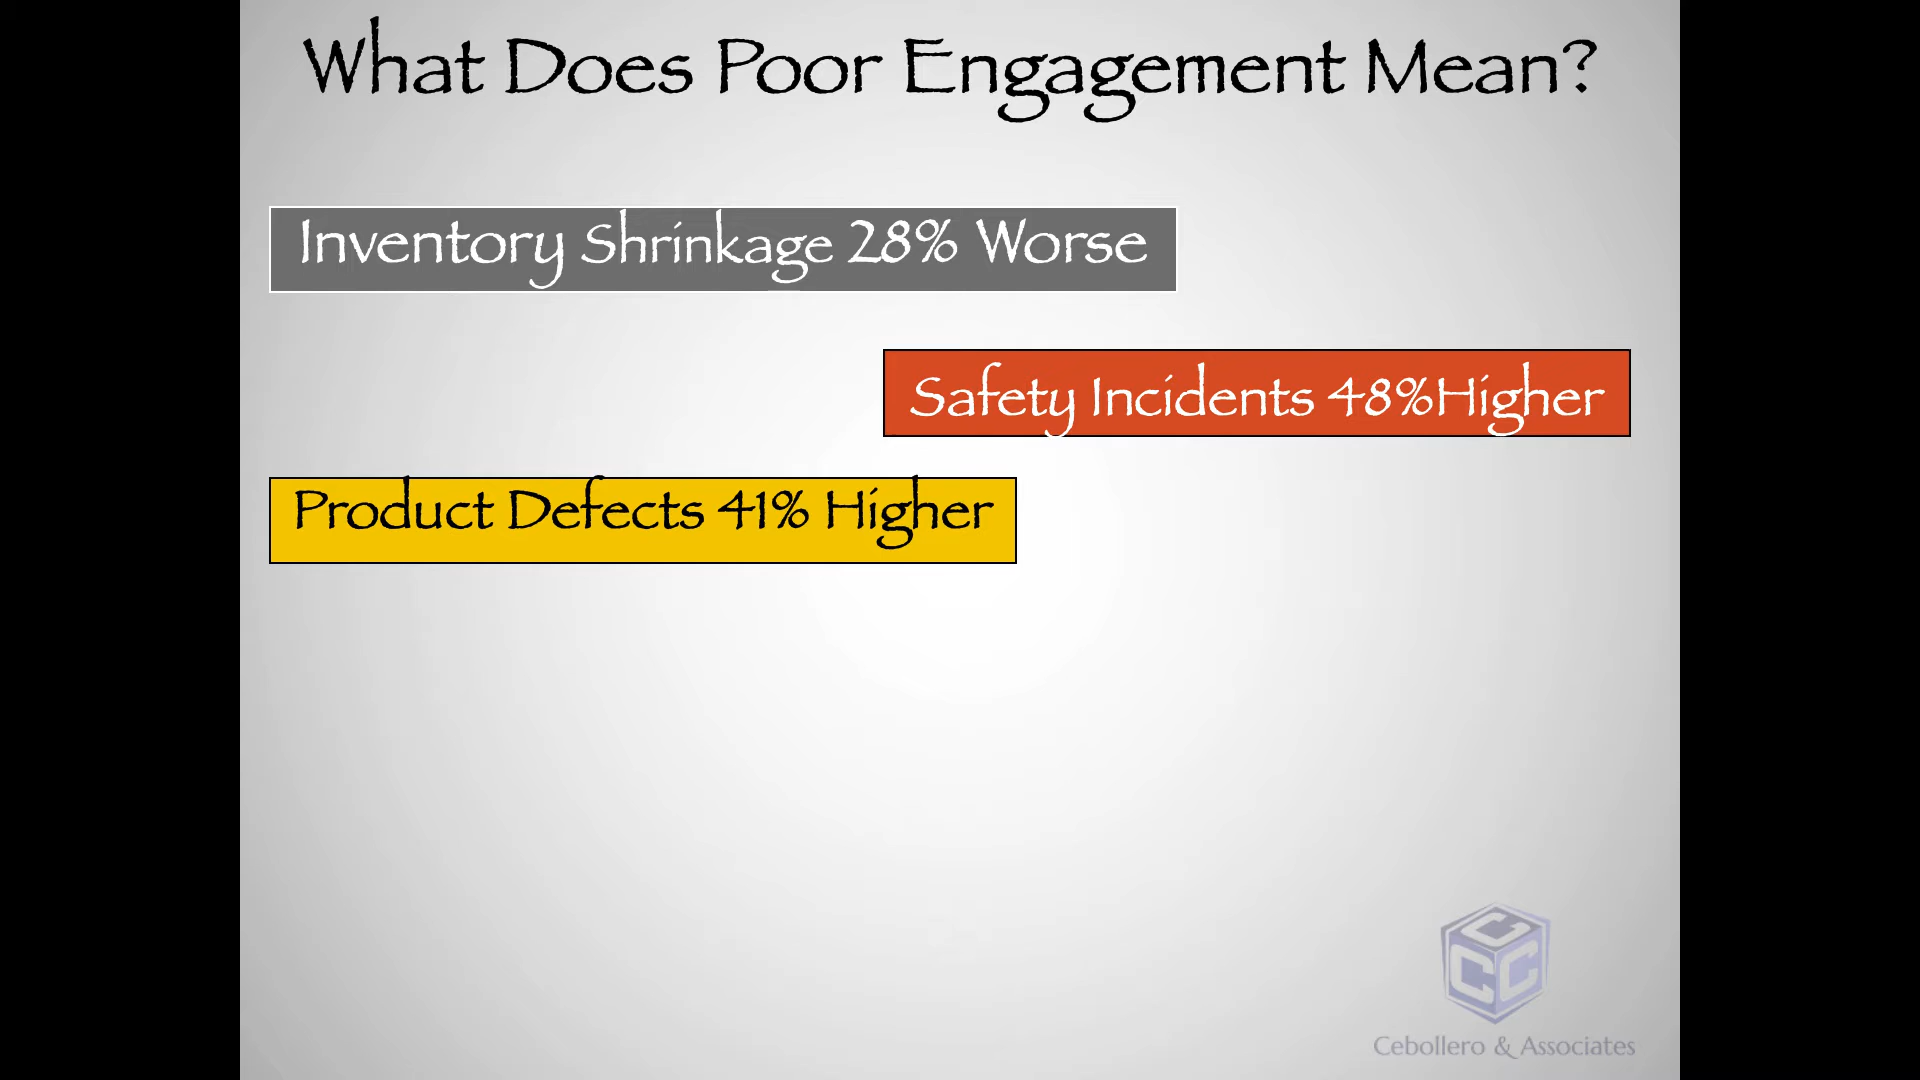 What Does Poor Engagement Mean?
Inventory Shrinkage 28% Worse
Safety Incidents 48%Higher
Product Defects 41% Higher
C
C C
Cebollero & Associates